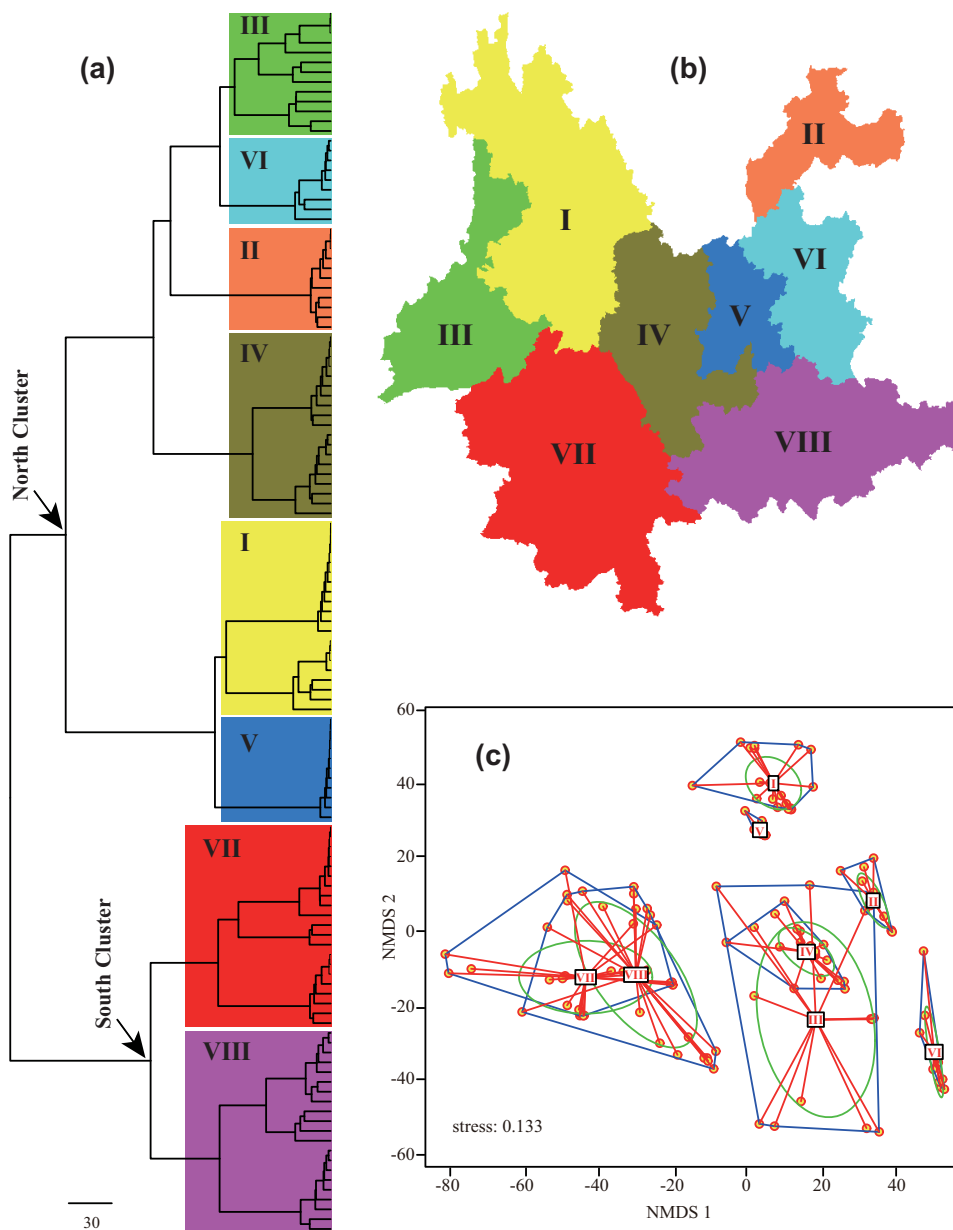 (a)
III
VI
II
IV
I
V
VII
VIII
North Cluster
South Cluster
30
(b)
I
II
III
IV
V
VI
VII
VIII
(c)
60
40
20
0
-20
-40
-60
NMDS 2
I
V
II
IV
VII
VIII
III
VI
stress: 0.133
-80
-60
-40
-20
0
20
40
NMDS 1